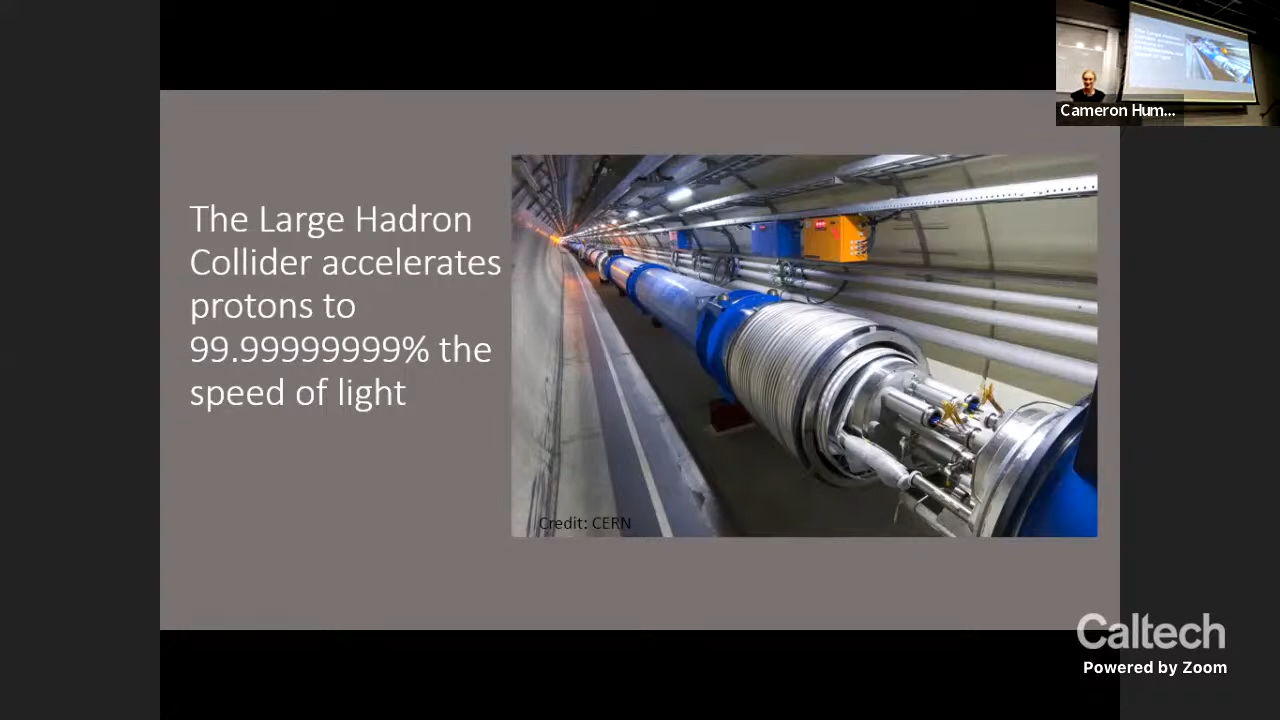 Cameron Hum...
The Large Hadron
Collider accelerates
protons to
99.99999999% the
speed of light
Credit: CERN
Caltech
Powered by Zoom